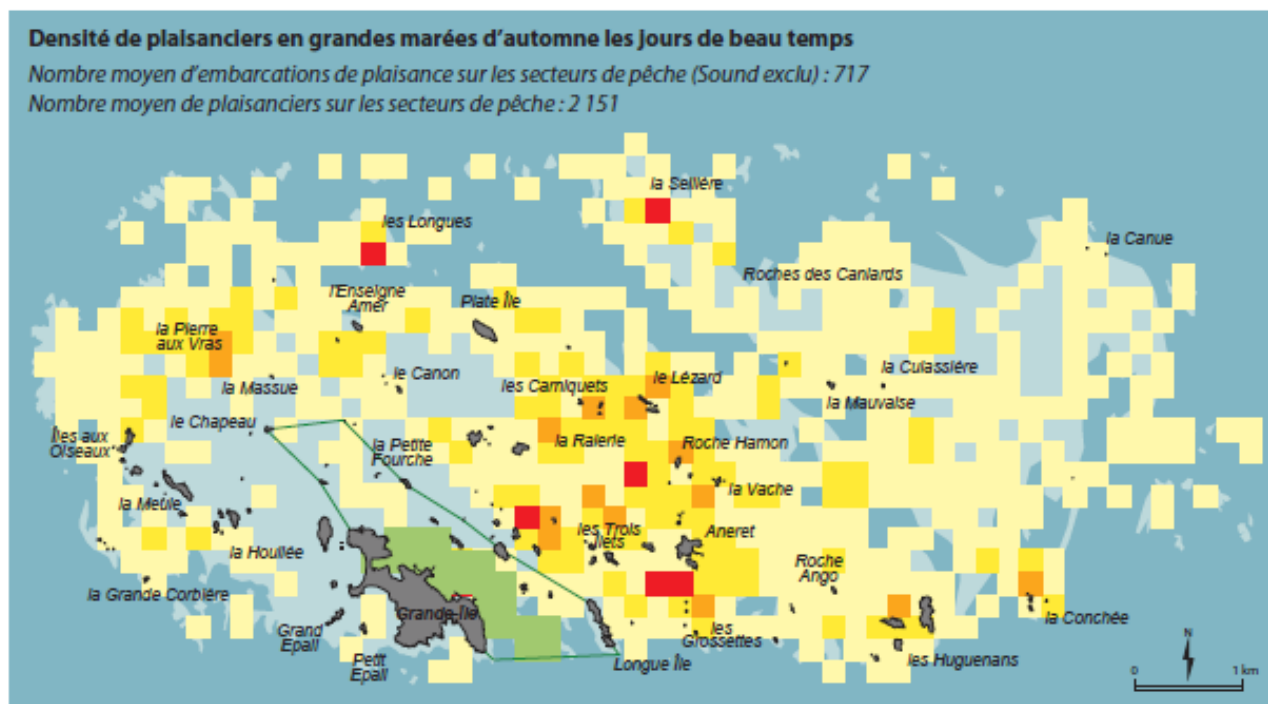 Densité de plaisanciers en grandes marées d'automne les jours de beau temps
Nombre moyen d'embarcations de plaisance sur les secteurs de pêche (Sound exclu) : 717
Nombre moyen de plaisanciers sur les secteurs de pêche : 2 151
la Sellière
les Longues
la Canue
Roches des Caniards
l'Enseigne
Amer
Plate Île
la Pierre
aux Vras
la Culassière
la Massue
le Canon
les Carniquets
le Lézard
la Mauvaise
le Chapeau
Îles aux
Oiseaux
la Petite
Fourche
la Raierie
Roche Hamon
la Meule
la Vache
les Trois
Îlets
Aneret
la Houllée
Roche
Ango
la Grande Corbière
Grande Île
la Conchée
Grand
Epail
les
Grossettes
Petit
Epail
Longue Île
les Huguenans
N
0 1 km